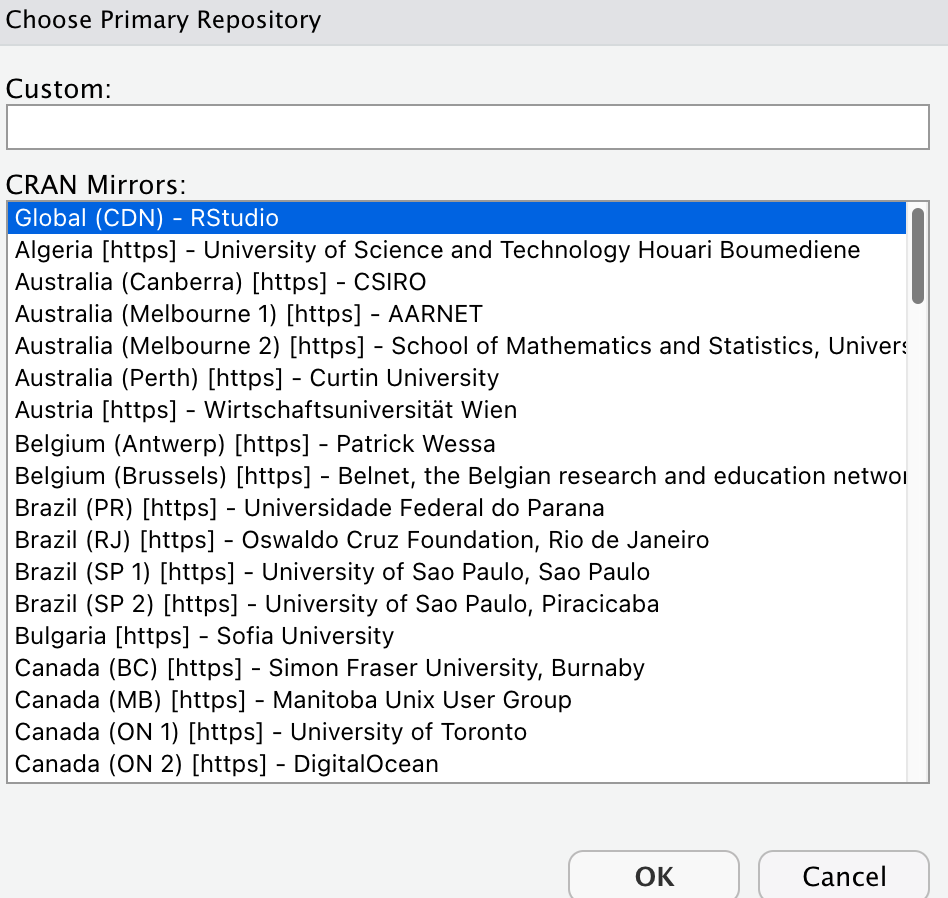 Choose Primary Repository
Custom:
CRAN Mirrors:
Global (CDN) - RStudio
Algeria [https] - University of Science and Technology Houari Boumediene
Australia (Canberra) [https] - CSIRO
Australia (Melbourne 1) [https] - AARNET
Australia (Melbourne 2) [https] - School of Mathematics and Statistics,
Australia (Perth) [https] - Curtin University
Austria [https] - Wirtschaftsuniversität Wien
Belgium (Antwerp) [https] - Patrick Wessa
Belgium (Brussels) [https] - Belnet, the Belgian research and education
Brazil (PR) [https] - Universidade Federal do Parana
Brazil (RJ) [https] - Oswaldo Cruz Foundation, Rio de Janeiro
Brazil (SP 1) [https] - University of Sao Paulo, Sao Paulo
Brazil (SP 2) [https] - University of Sao Paulo, Piracicaba
Bulgaria [https] - Sofia University
Canada (BC) [https] - Simon Fraser University, Burnaby
Canada (MB) [https] - Manitoba Unix User Group
Canada (ON 1) [https] - University of Toronto
Canada (ON 2) [https] - DigitalOcean
OK Cancel